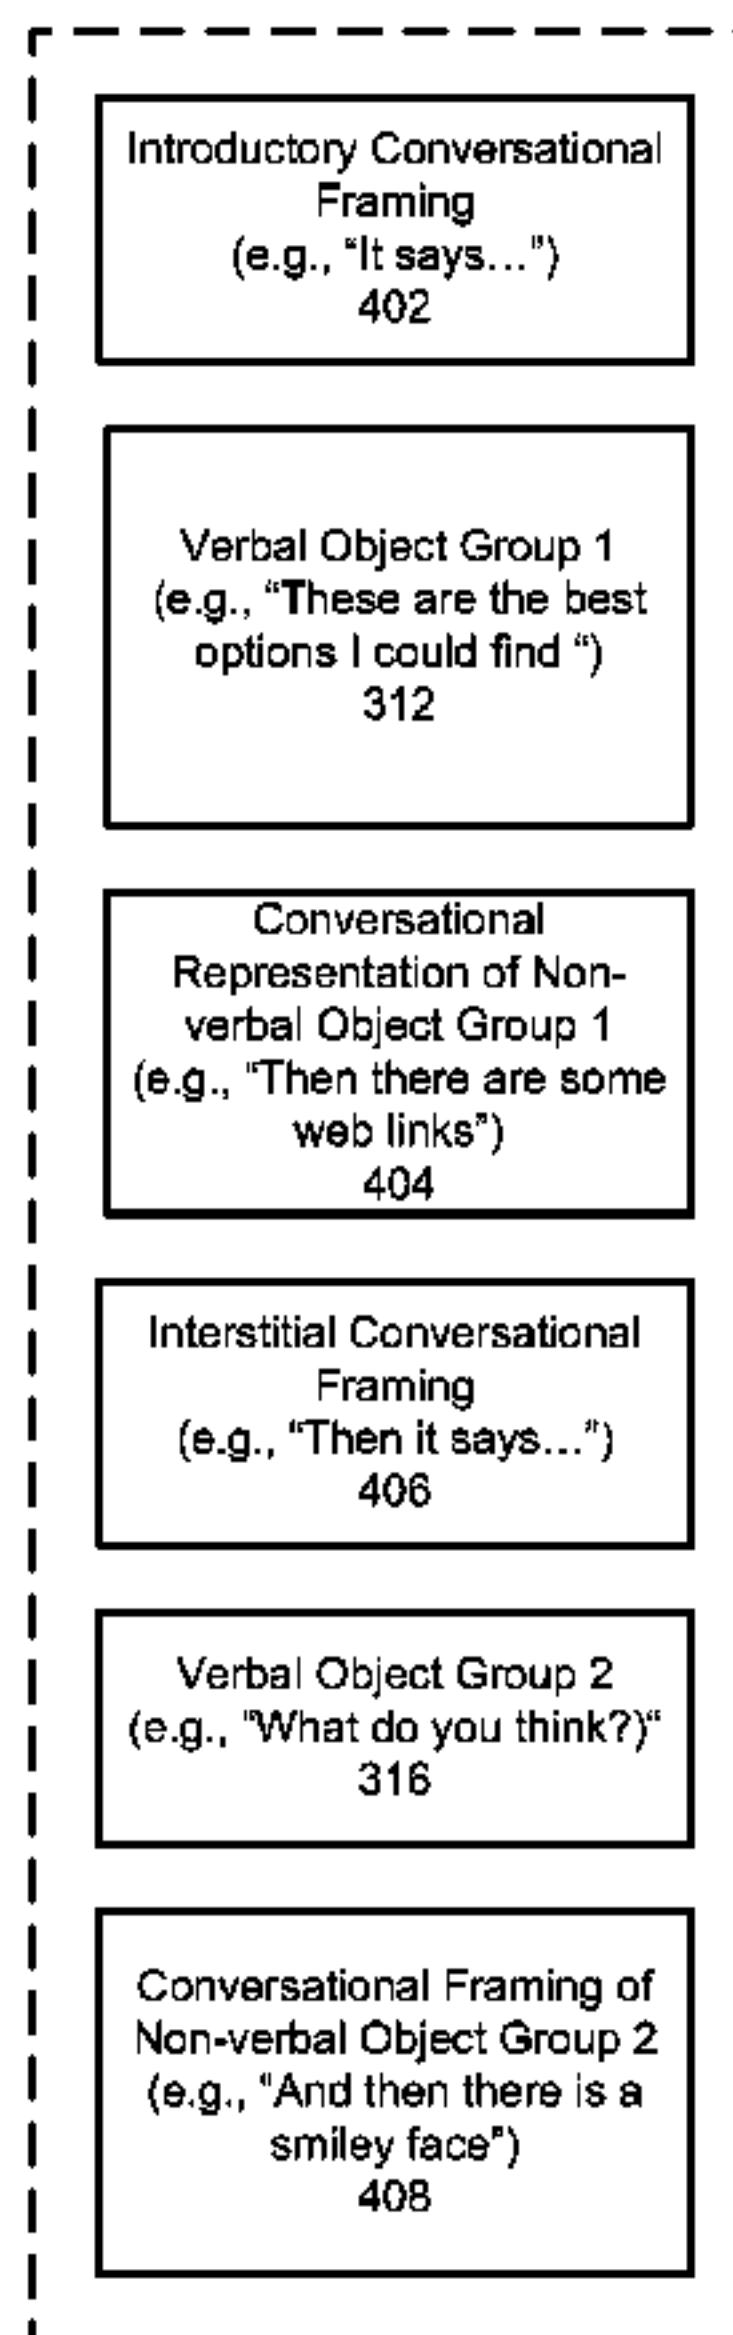 Introductory Conversational
Framing
(e.g., “It says...”)
402
Verbal Object Group 1
(e.g., “These are the best
options I could find “)
312
Conversational
Representation of Non-
verbal Object Group 1
(e.g., “Then there are some
web links”)
404
Interstitial Conversational
Framing
(e.g., “Then it says...”)
406
Verbal Object Group 2
(e.g., “What do you think?)“
316
Conversational Framing of
Non-verbal Object Group 2
(e.g., “And then there is a
smiley face”)
408